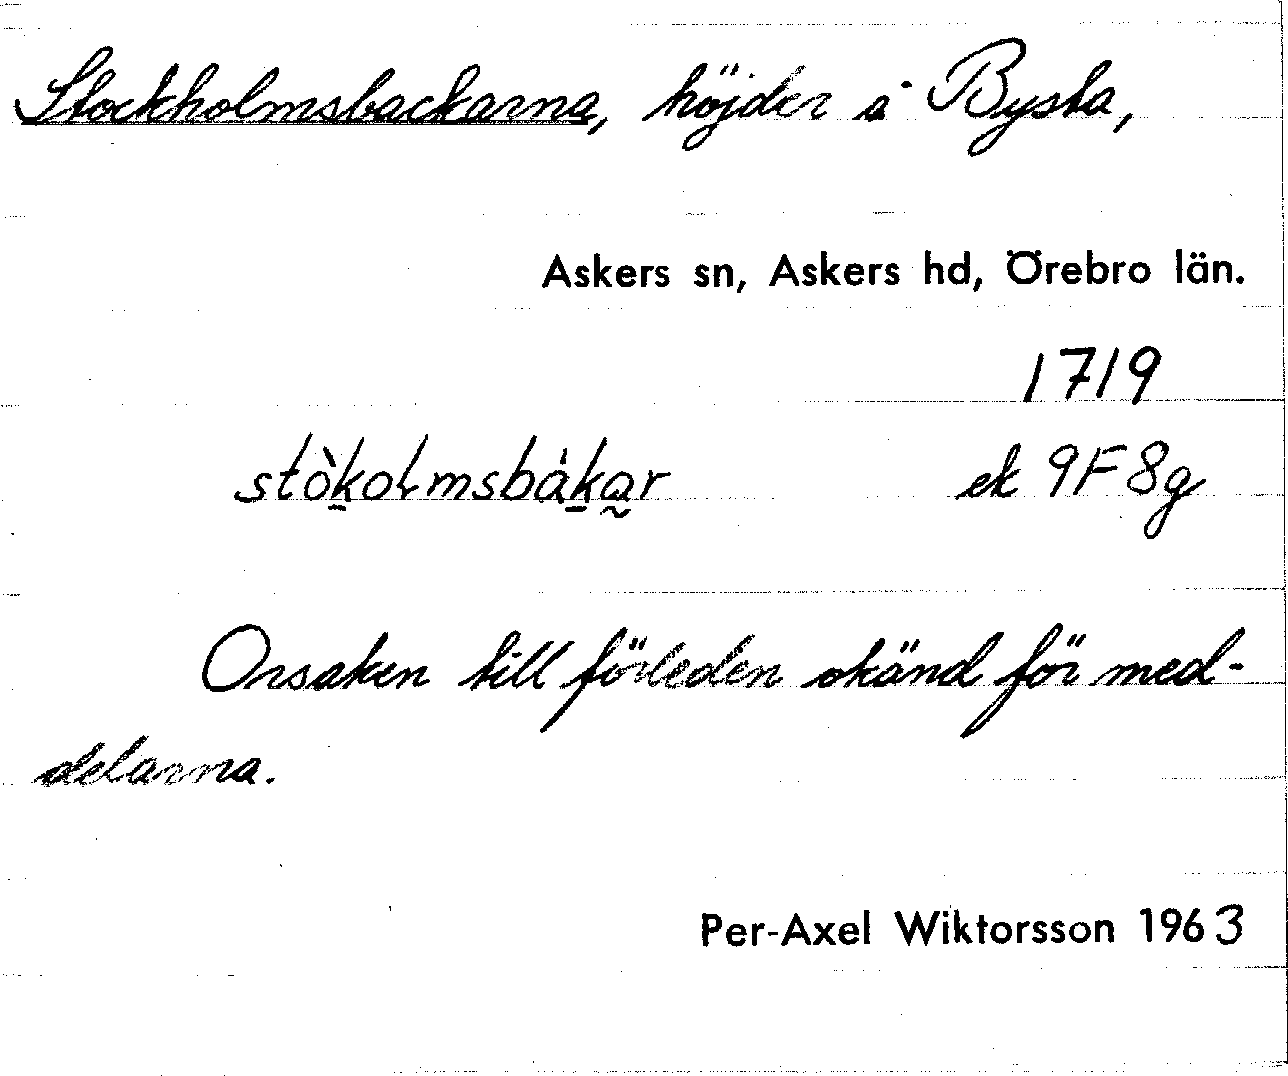 Stockholmsbackarna, höjder å Bysta,
Askers sn, Askers hd, Örebro län.
1719
stòkolmsbàkar ek 9F8g
Orsaken till förleden okänd för med-
delarna.
Per-Axel Wiktorsson 1963